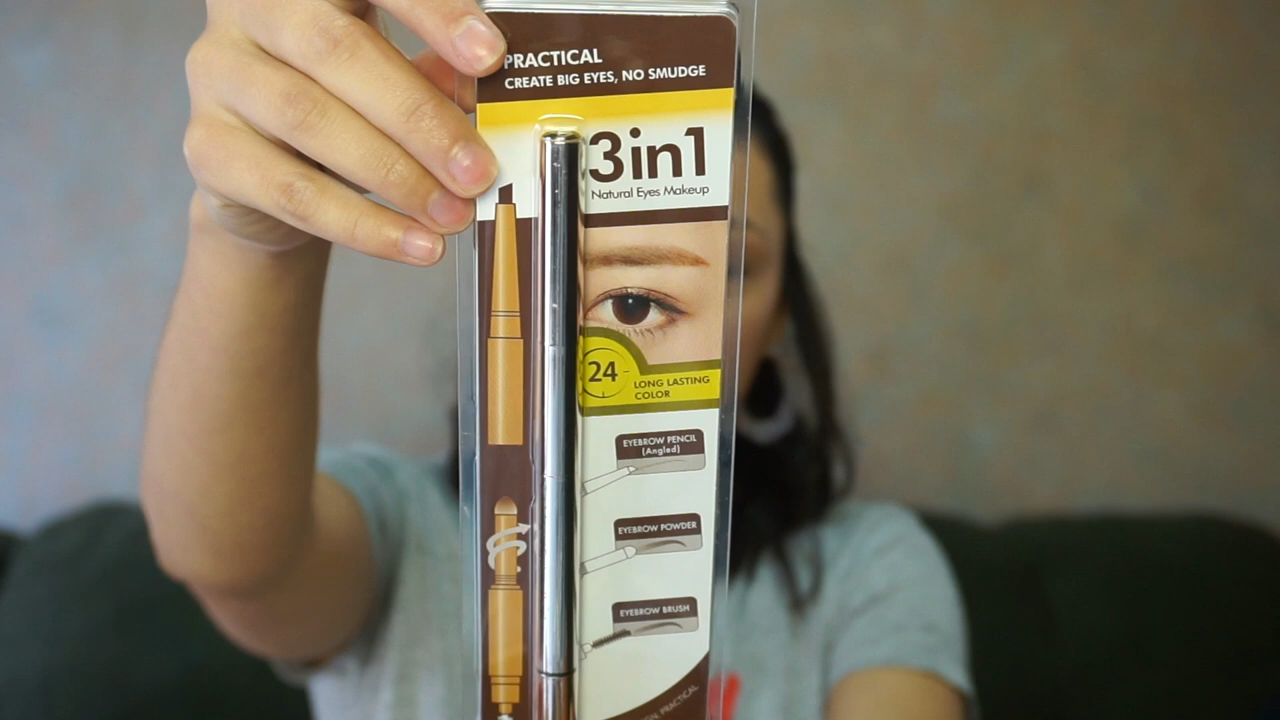 PRACTICAL
CREATE BIG EYES, NO SMUDGE
3in1
Natural Eyes Makeup
24
LONG LASTING
COLOR
EYEBROW PENCIL
(Angled)
EYEBROW POWDER
EYEBROW BRUSH
PRACTICAL